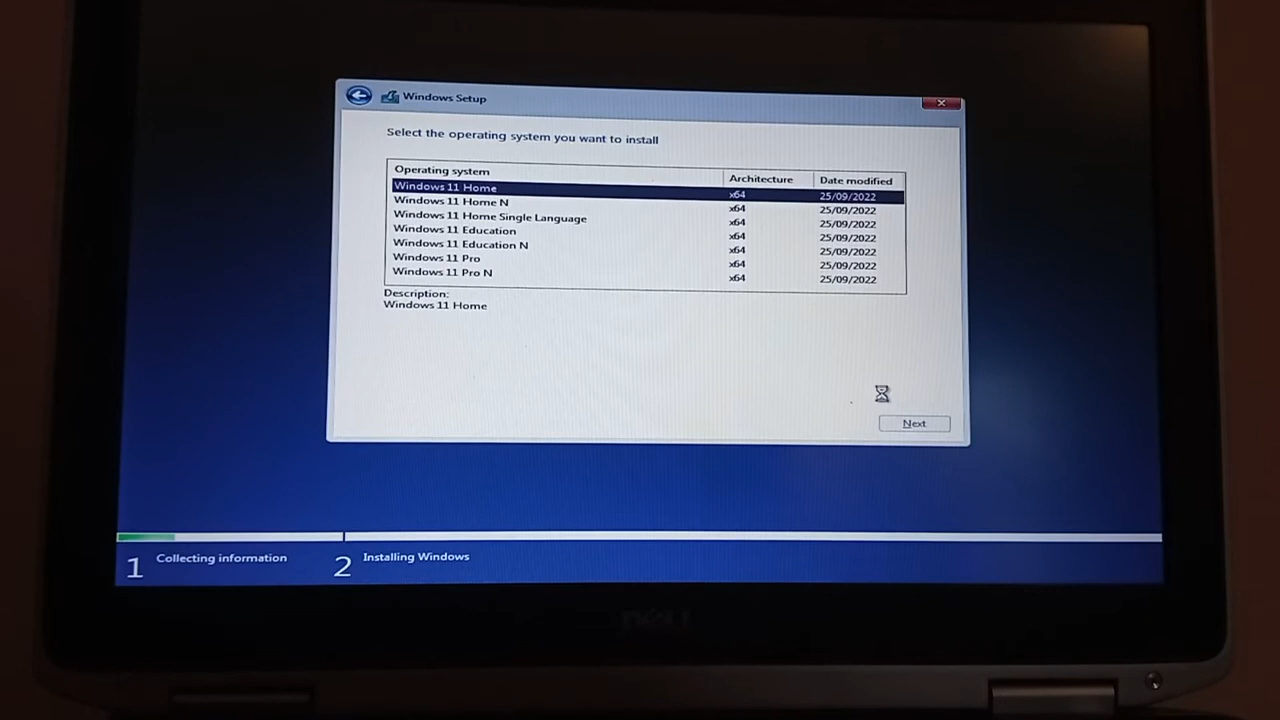 Windows Setup
Select the operating system you want to install
Operating system Architecture Date modified
Windows 11 Home x64 25/09/2022
Windows 11 Home N x64 25/09/2022
Windows 11 Home Single Language x64 25/09/2022
Windows 11 Education x64 25/09/2022
Windows 11 Education N x64 25/09/2022
Windows 11 Pro x64 25/09/2022
Windows 11 Pro N x64 25/09/2022
Description:
Windows 11 Home
Next
1 Collecting information 2 Installing Windows
DELL